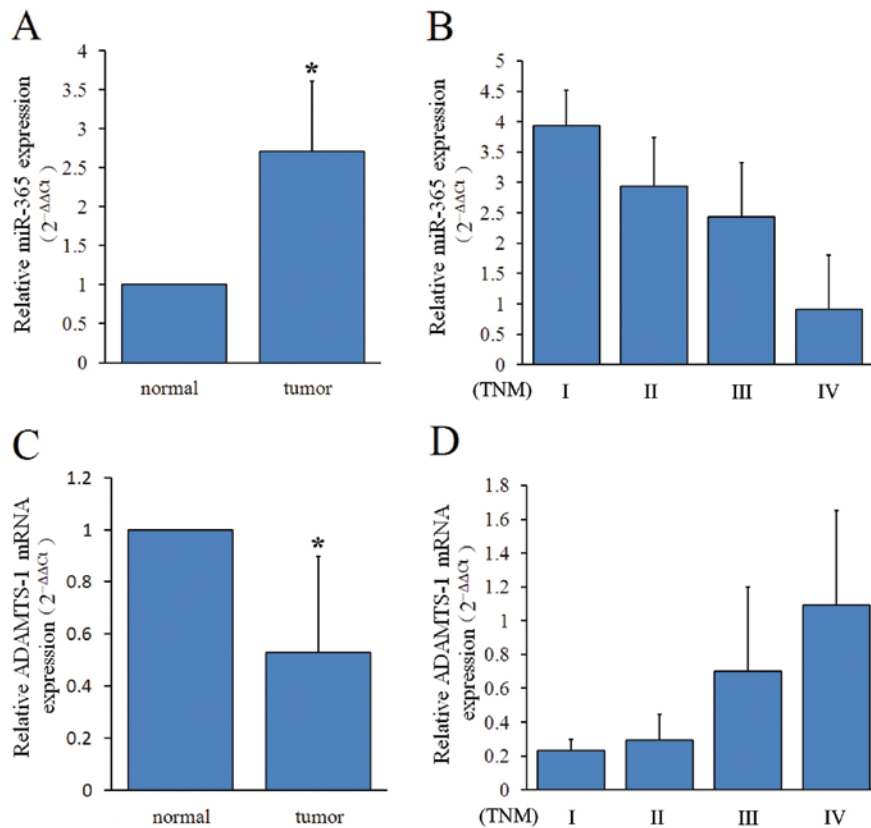 A
Relative miR-365 expression
(2⁻ΔΔCt)
4
3.5
3
2.5
2
1.5
1
0.5
0
*
normal tumor
B
Relative miR-365 expression
(2⁻ΔΔCt)
5
4.5
4
3.5
3
2.5
2
1.5
1
0.5
0
(TNM) I II III IV
C
Relative ADAMTS-1 mRNA
expression (2⁻ΔΔCt)
1.2
1
0.8
0.6
0.4
0.2
0
*
normal tumor
D
Relative ADAMTS-1 mRNA
expression (2⁻ΔΔCt)
1.8
1.6
1.4
1.2
1
0.8
0.6
0.4
0.2
0
(TNM) I II III IV